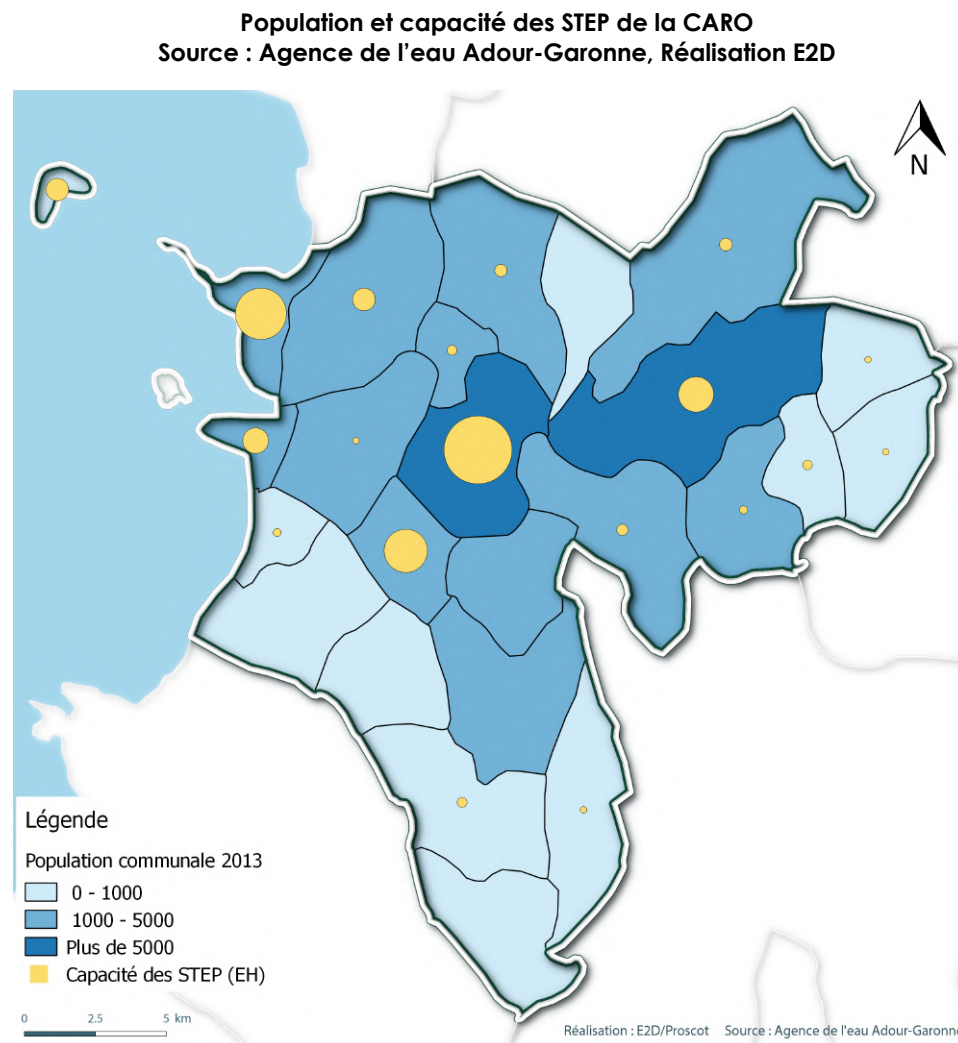 Population et capacité des STEP de la CARO
Source : Agence de l'eau Adour-Garonne, Réalisation E2D
N
Légende
Population communale 2013
0 - 1000
1000 - 5000
Plus de 5000
Capacité des STEP (EH)
0 2.5 5 km
Réalisation : E2D/Proscot Source : Agence de l'eau Adour-Garonne